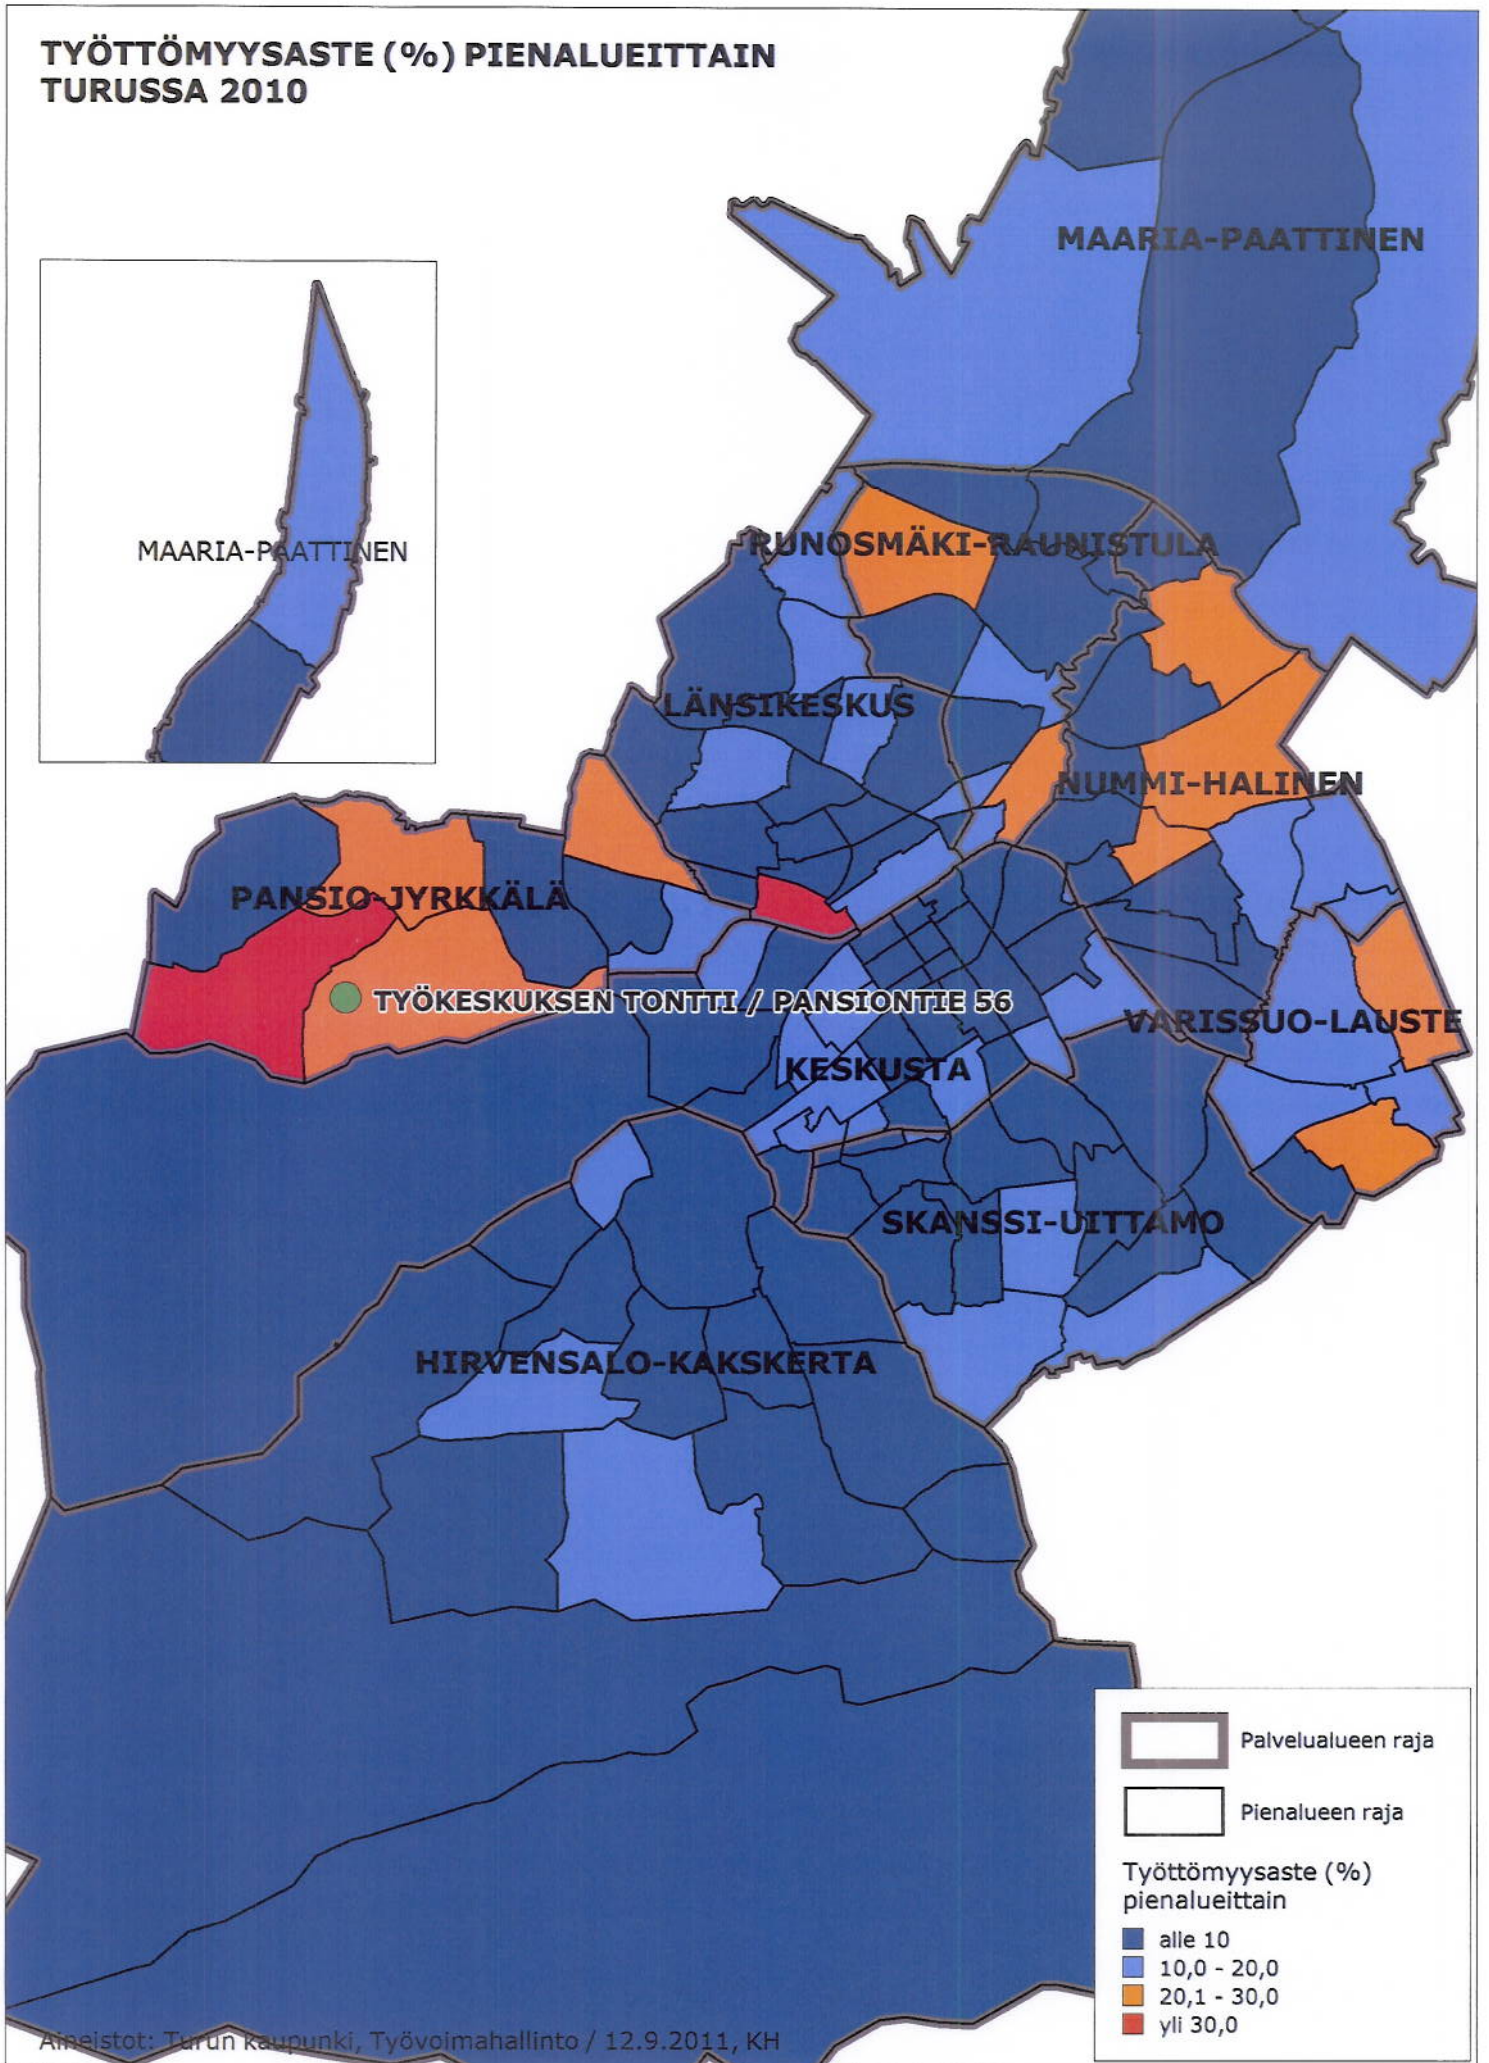 TYÖTTÖMYYSASTE (%) PIENALUEITTAIN
TURUSSA 2010
MAARIA-PAATTINEN
MAARIA-PAATTINEN
RUNOSMÄKI-RAUNISTULA
LÄNSIKESKUS
NUMMI-HALINEN
PANSIO-JYRKKÄLÄ
TYÖKESKUKSEN TONTTI / PANSIONTIE 56
VARISSUO-LAUSTE
KESKUSTA
SKANSSI-UITTAMO
HIRVENSALO-KAKSKERTA
Palvelualueen raja
Pienalueen raja
Työttömyysaste (%)
pienalueittain
alle 10
10,0 - 20,0
20,1 - 30,0
yli 30,0
Aineistot: Turun kaupunki, Työvoimahallinto / 12.9.2011, KH